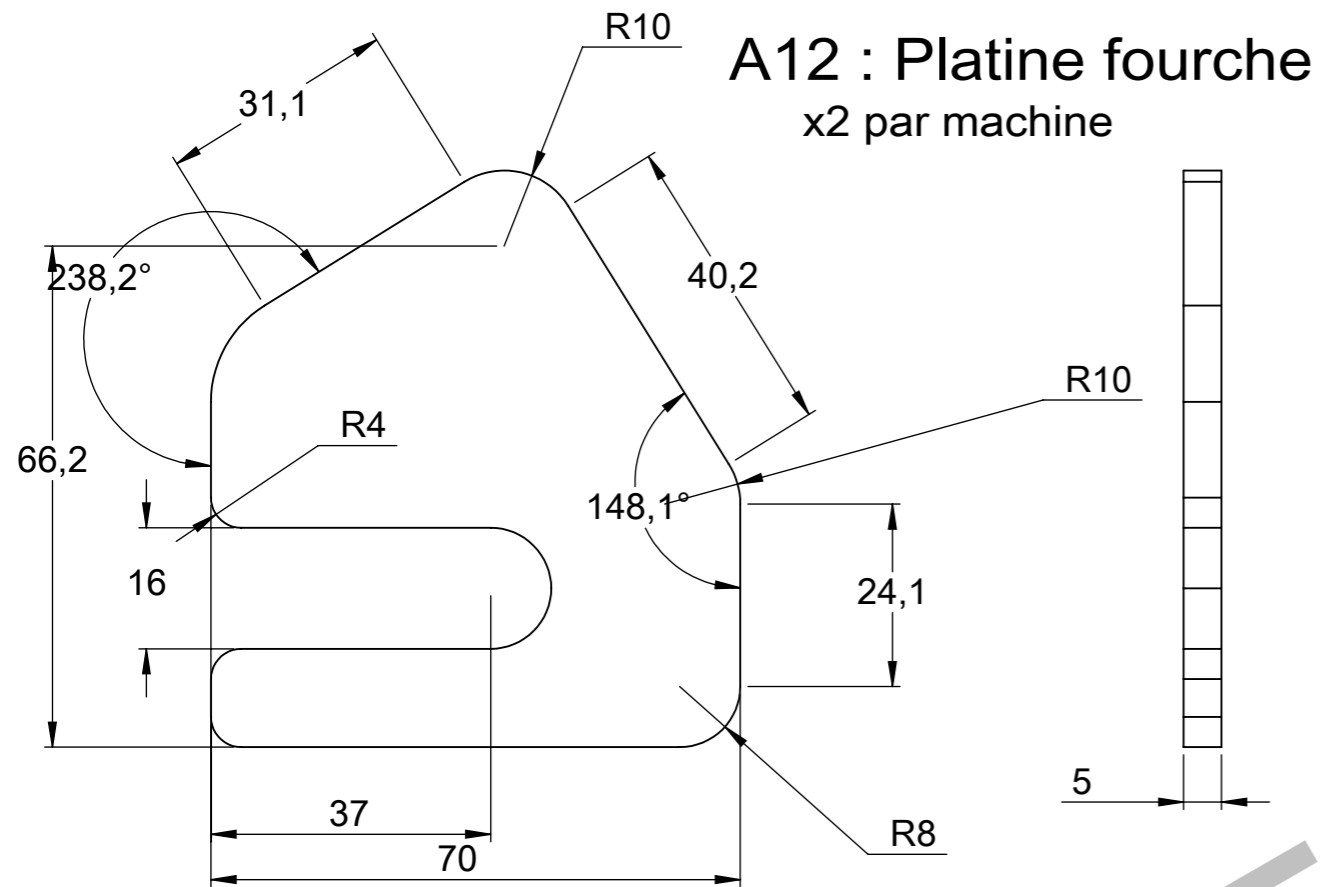 R10
A12 : Platine fourche
x2 par machine
31,1
238,2°
40,2
R10
R4
66,2
148,1°
16
24,1
37
5
R8
70